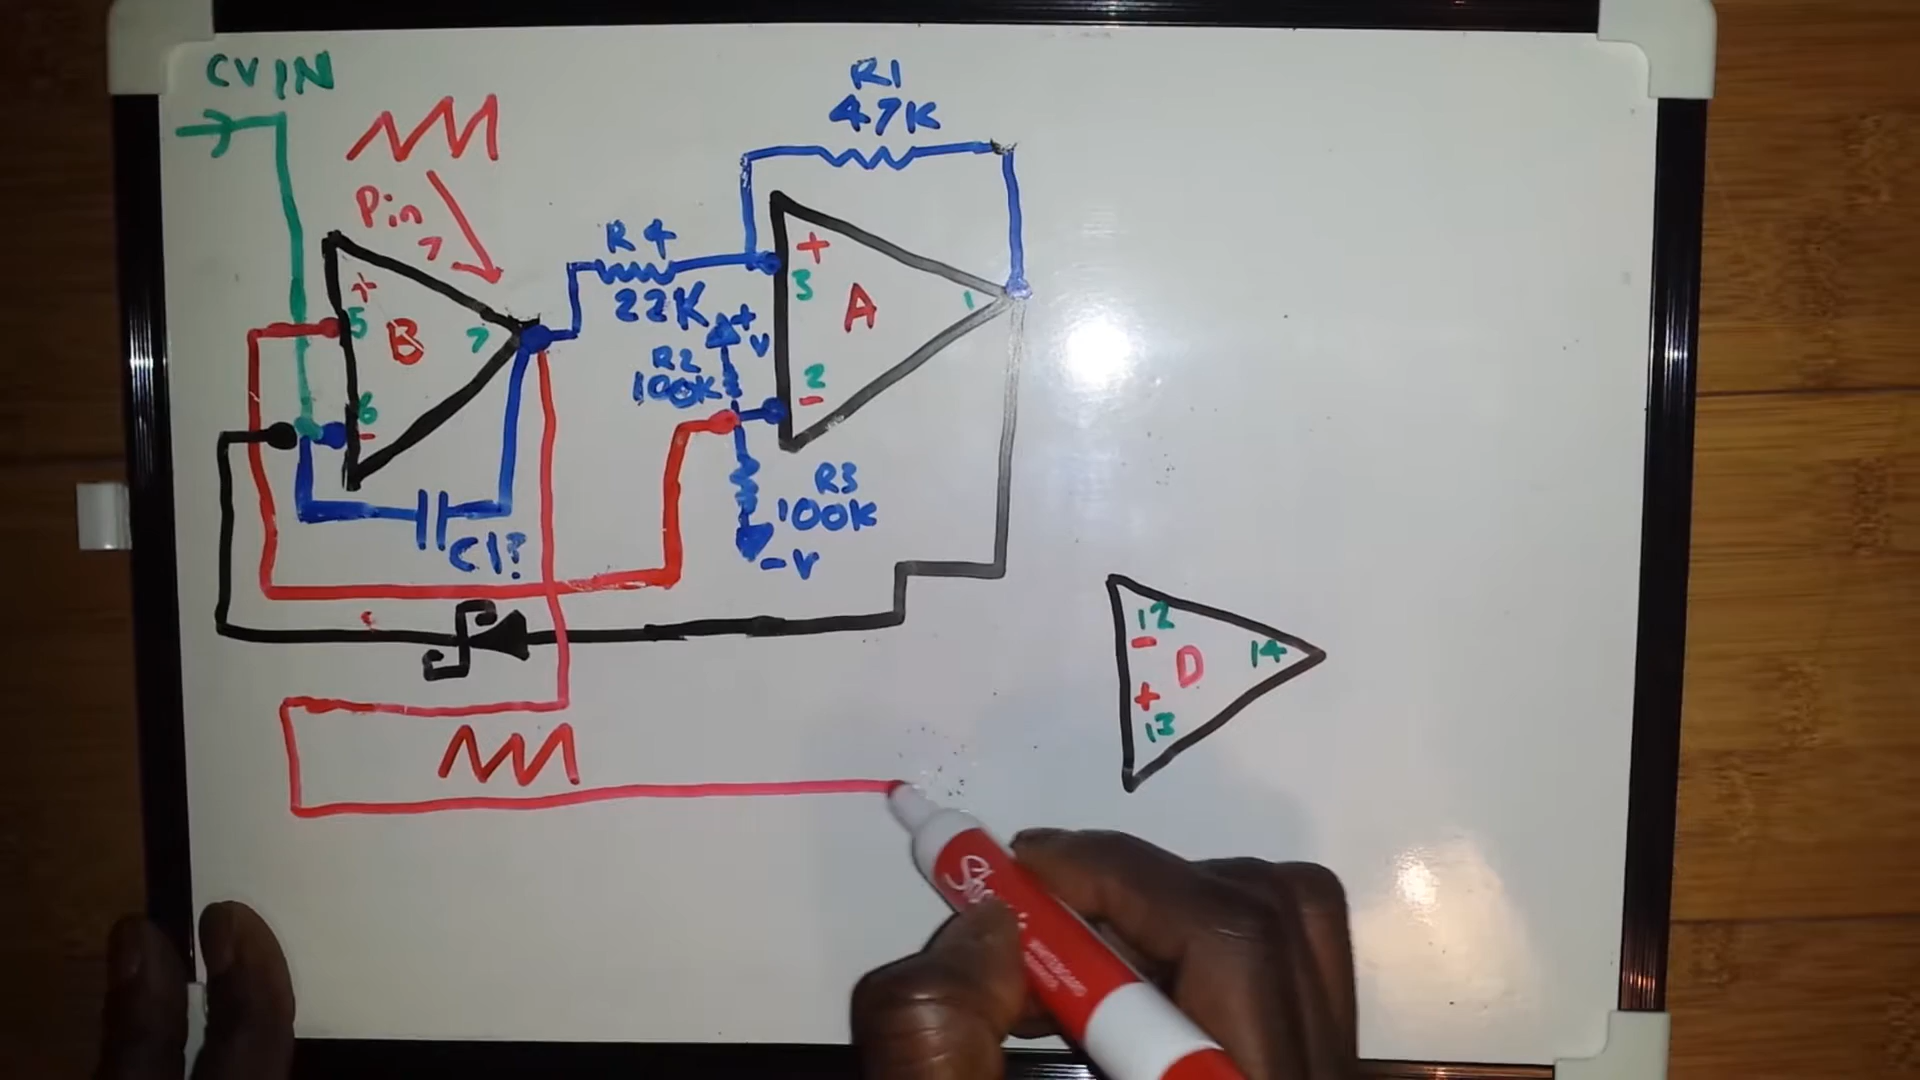 CV IN
R1
47K
Pin
7
R4
22K
+
V
R2
100K
+
3
A
1
2
-
+
5
B
7
6
-
R3
100K
-V
C1?
12
-
D
14
+
13